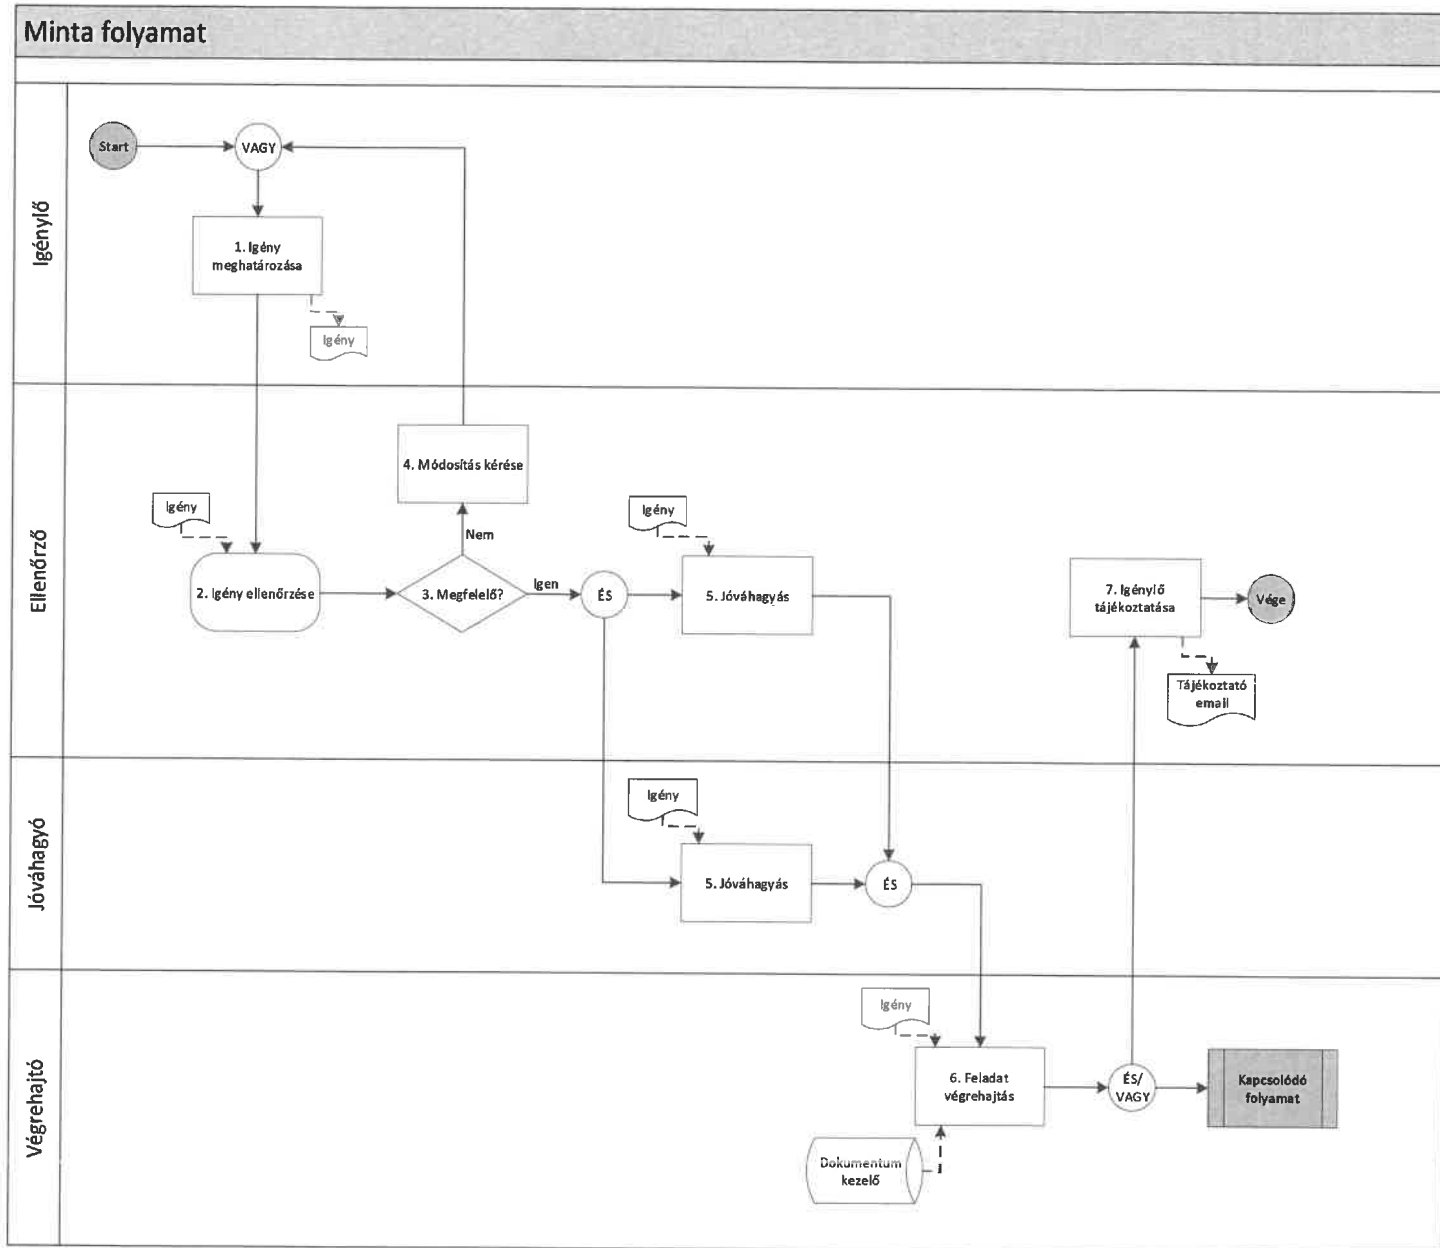 Minta folyamat
Igénylő
Start
VAGY
1. Igény
meghatározása
Igény
Ellenőrző
4. Módosítás kérése
Igény
Nem
2. Igény ellenőrzése
3. Megfelelő?
Igen
ÉS
Igény
5. Jóváhagyás
7. Igénylő
tájékoztatása
Vége
Tájékoztató
email
Jóváhagyó
Igény
5. Jóváhagyás
ÉS
Végrehajtó
Igény
6. Feladat
végrehajtás
ÉS/
VAGY
Kapcsolódó
folyamat
Dokumentum
kezelő